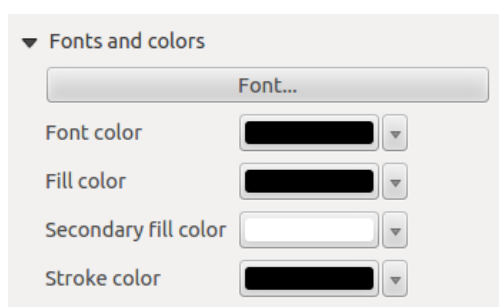 Fonts and colors
Font...
Font color
Fill color
Secondary fill color
Stroke color